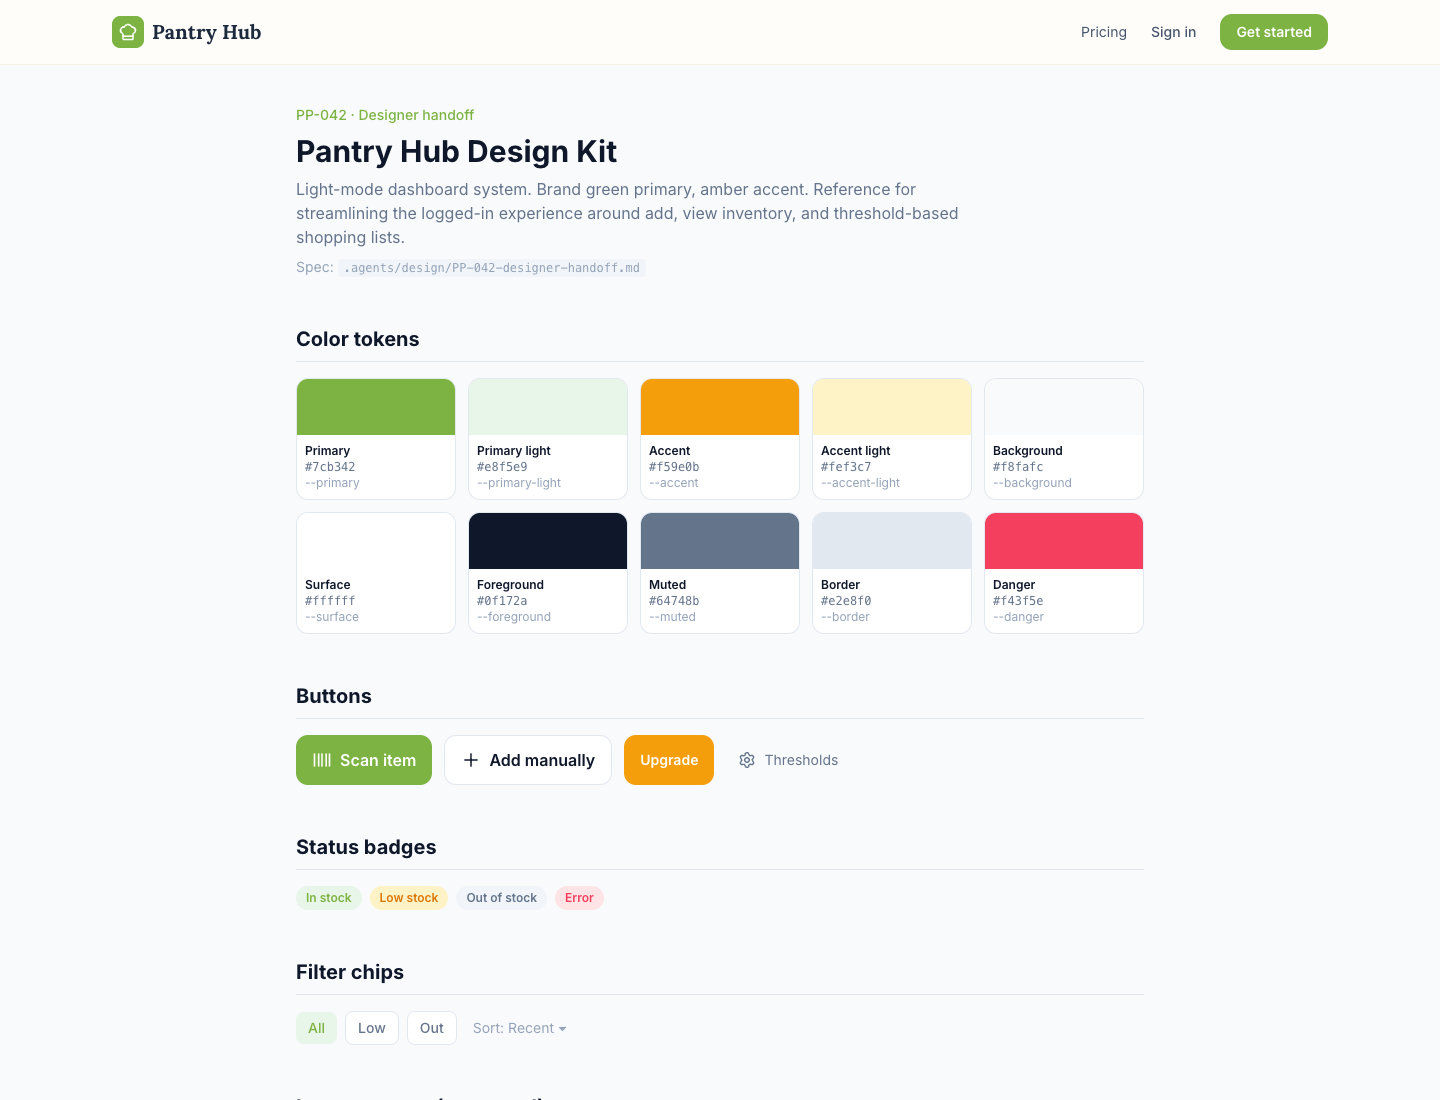 Pantry Hub
Pricing
Sign in
Get started
PP-042 · Designer handoff
Pantry Hub Design Kit
Light-mode dashboard system. Brand green primary, amber accent. Reference for
streamlining the logged-in experience around add, view inventory, and threshold-based
shopping lists.
Spec: .agents/design/PP-042-designer-handoff.md
Color tokens
Primary
#7cb342
--primary
Primary light
#e8f5e9
--primary-light
Accent
#f59e0b
--accent
Accent light
#fef3c7
--accent-light
Background
#f8fafc
--background
Surface
#ffffff
--surface
Foreground
#0f172a
--foreground
Muted
#64748b
--muted
Border
#e2e8f0
--border
Danger
#f43f5e
--danger
Buttons
Scan item
Add manually
Upgrade
Thresholds
Status badges
In stock
Low stock
Out of stock
Error
Filter chips
All
Low
Out
Sort: Recent